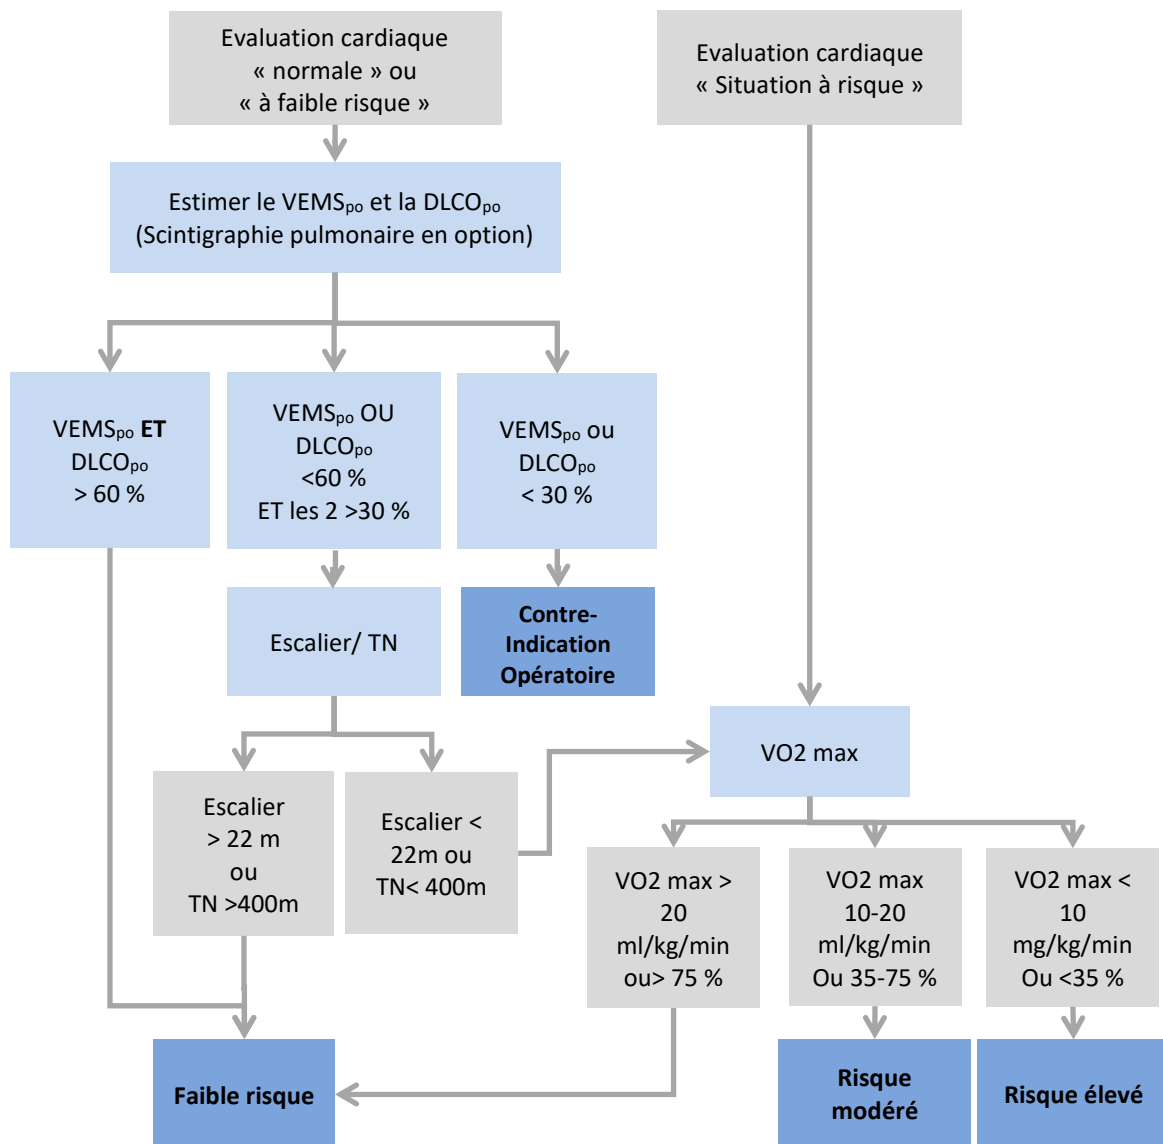 Evaluation cardiaque
« normale » ou
« à faible risque »
Evaluation cardiaque
« Situation à risque »
Estimer le VEMSpo et la DLCOpo
(Scintigraphie pulmonaire en option)
VEMSpo ET
DLCOpo
> 60 %
VEMSpo OU
DLCOpo
<60 %
ET les 2 >30 %
VEMSpo ou
DLCOpo
< 30 %
Escalier/ TN
Contre-
Indication
Opératoire
VO2 max
Escalier
> 22 m
ou
TN >400m
Escalier <
22m ou
TN< 400m
VO2 max >
20
ml/kg/min
ou> 75 %
VO2 max
10-20
ml/kg/min
Ou 35-75 %
VO2 max <
10
mg/kg/min
Ou <35 %
Faible risque
Risque
modéré
Risque élevé